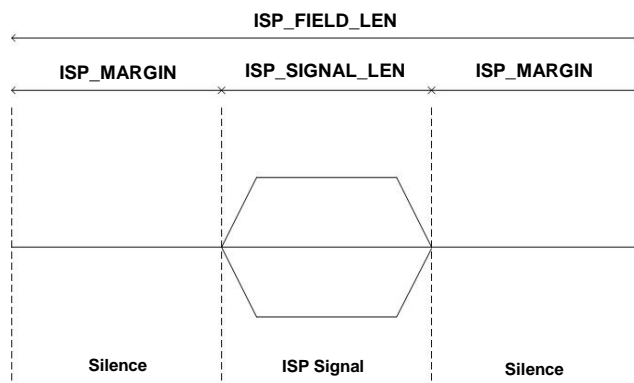 ISP_FIELD_LEN
ISP_MARGIN ISP_SIGNAL_LEN ISP_MARGIN
Silence ISP Signal Silence